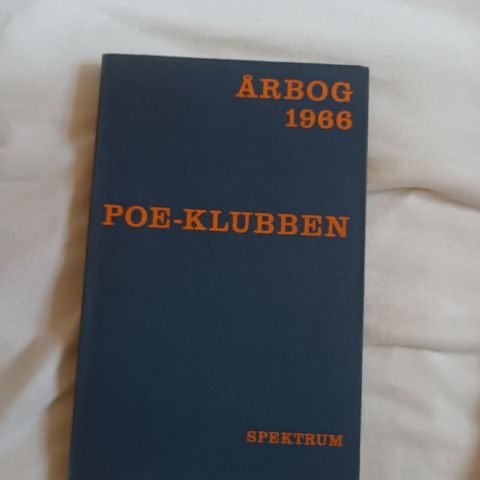 ÅRBOG
1966
POE-KLUBBEN
SPEKTRUM